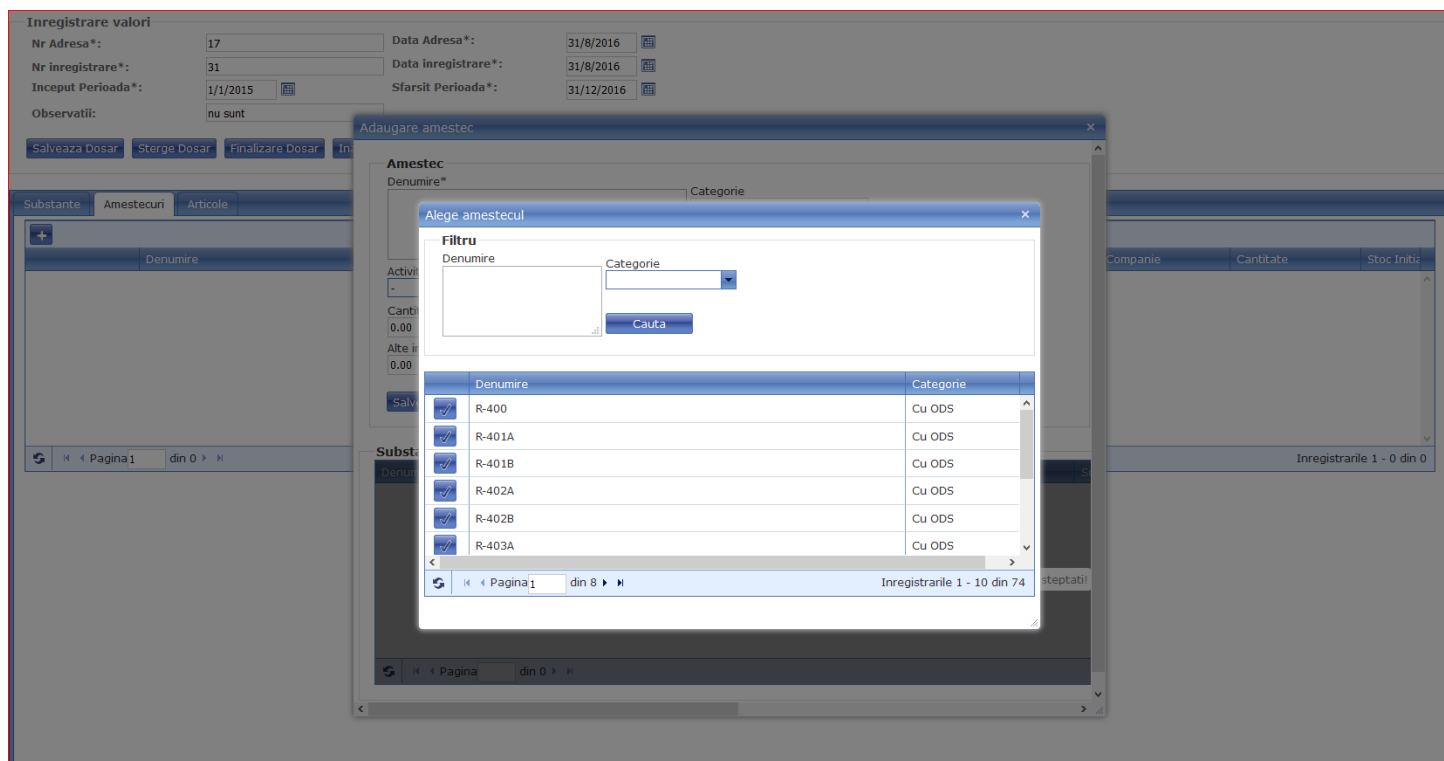 Inregistrare valori
Nr Adresa*: 17 Data Adresa*: 31/8/2016
Nr inregistrare*: 31 Data inregistrare*: 31/8/2016
Inceput Perioada*: 1/1/2015 Sfarsit Perioada*: 31/12/2016
Observatii: nu sunt
Salveaza Dosar Sterge Dosar Finalizare Dosar
Adaugare amestec ×
Amestec
Denumire*
Categorie
Substante Amestecuri Articole
+
Denumire Companie Cantitate Stoc
Alege amestecul ×
Filtru
Denumire
Categorie
Cauta
-
0.00
Alte
0.00
Denumire Categorie
R-400 Cu ODS
R-401A Cu ODS
R-401B Cu ODS
R-402A Cu ODS
R-402B Cu ODS
R-403A Cu ODS
Pagina 1 din 8 Inregistrarile 1 - 10 din 74
steptati!
Pagina 1 din 0 Inregistrarile 1 - 0 din 0
Pagina din 0